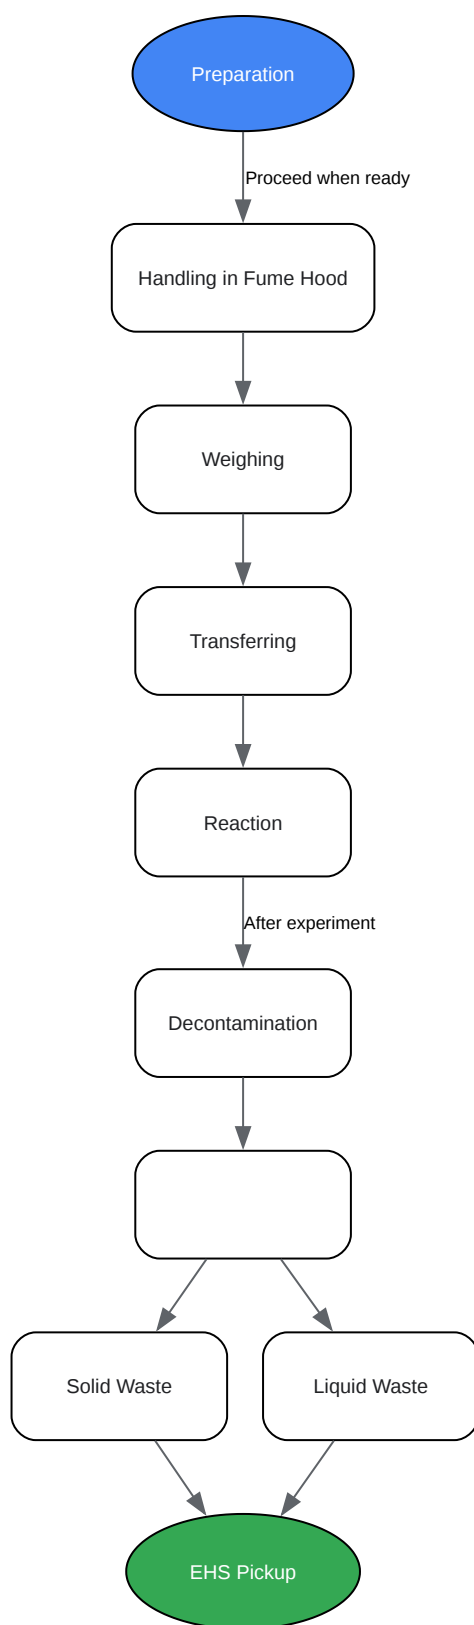 Preparation
Proceed when ready
Handling in Fume Hood
Weighing
Transferring
Reaction
After experiment
Decontamination
Solid Waste
Liquid Waste
EHS Pickup